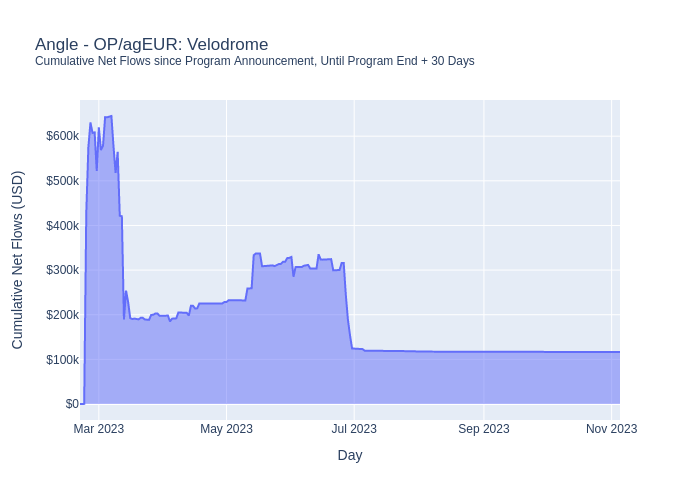 Angle - OP/agEUR: Velodrome
Cumulative Net Flows since Program Announcement, Until Program End + 30 Days
Cumulative Net Flows (USD)
$600k
$500k
$400k
$300k
$200k
$100k
$0
Mar 2023
May 2023
Jul 2023
Sep 2023
Nov 2023
Day